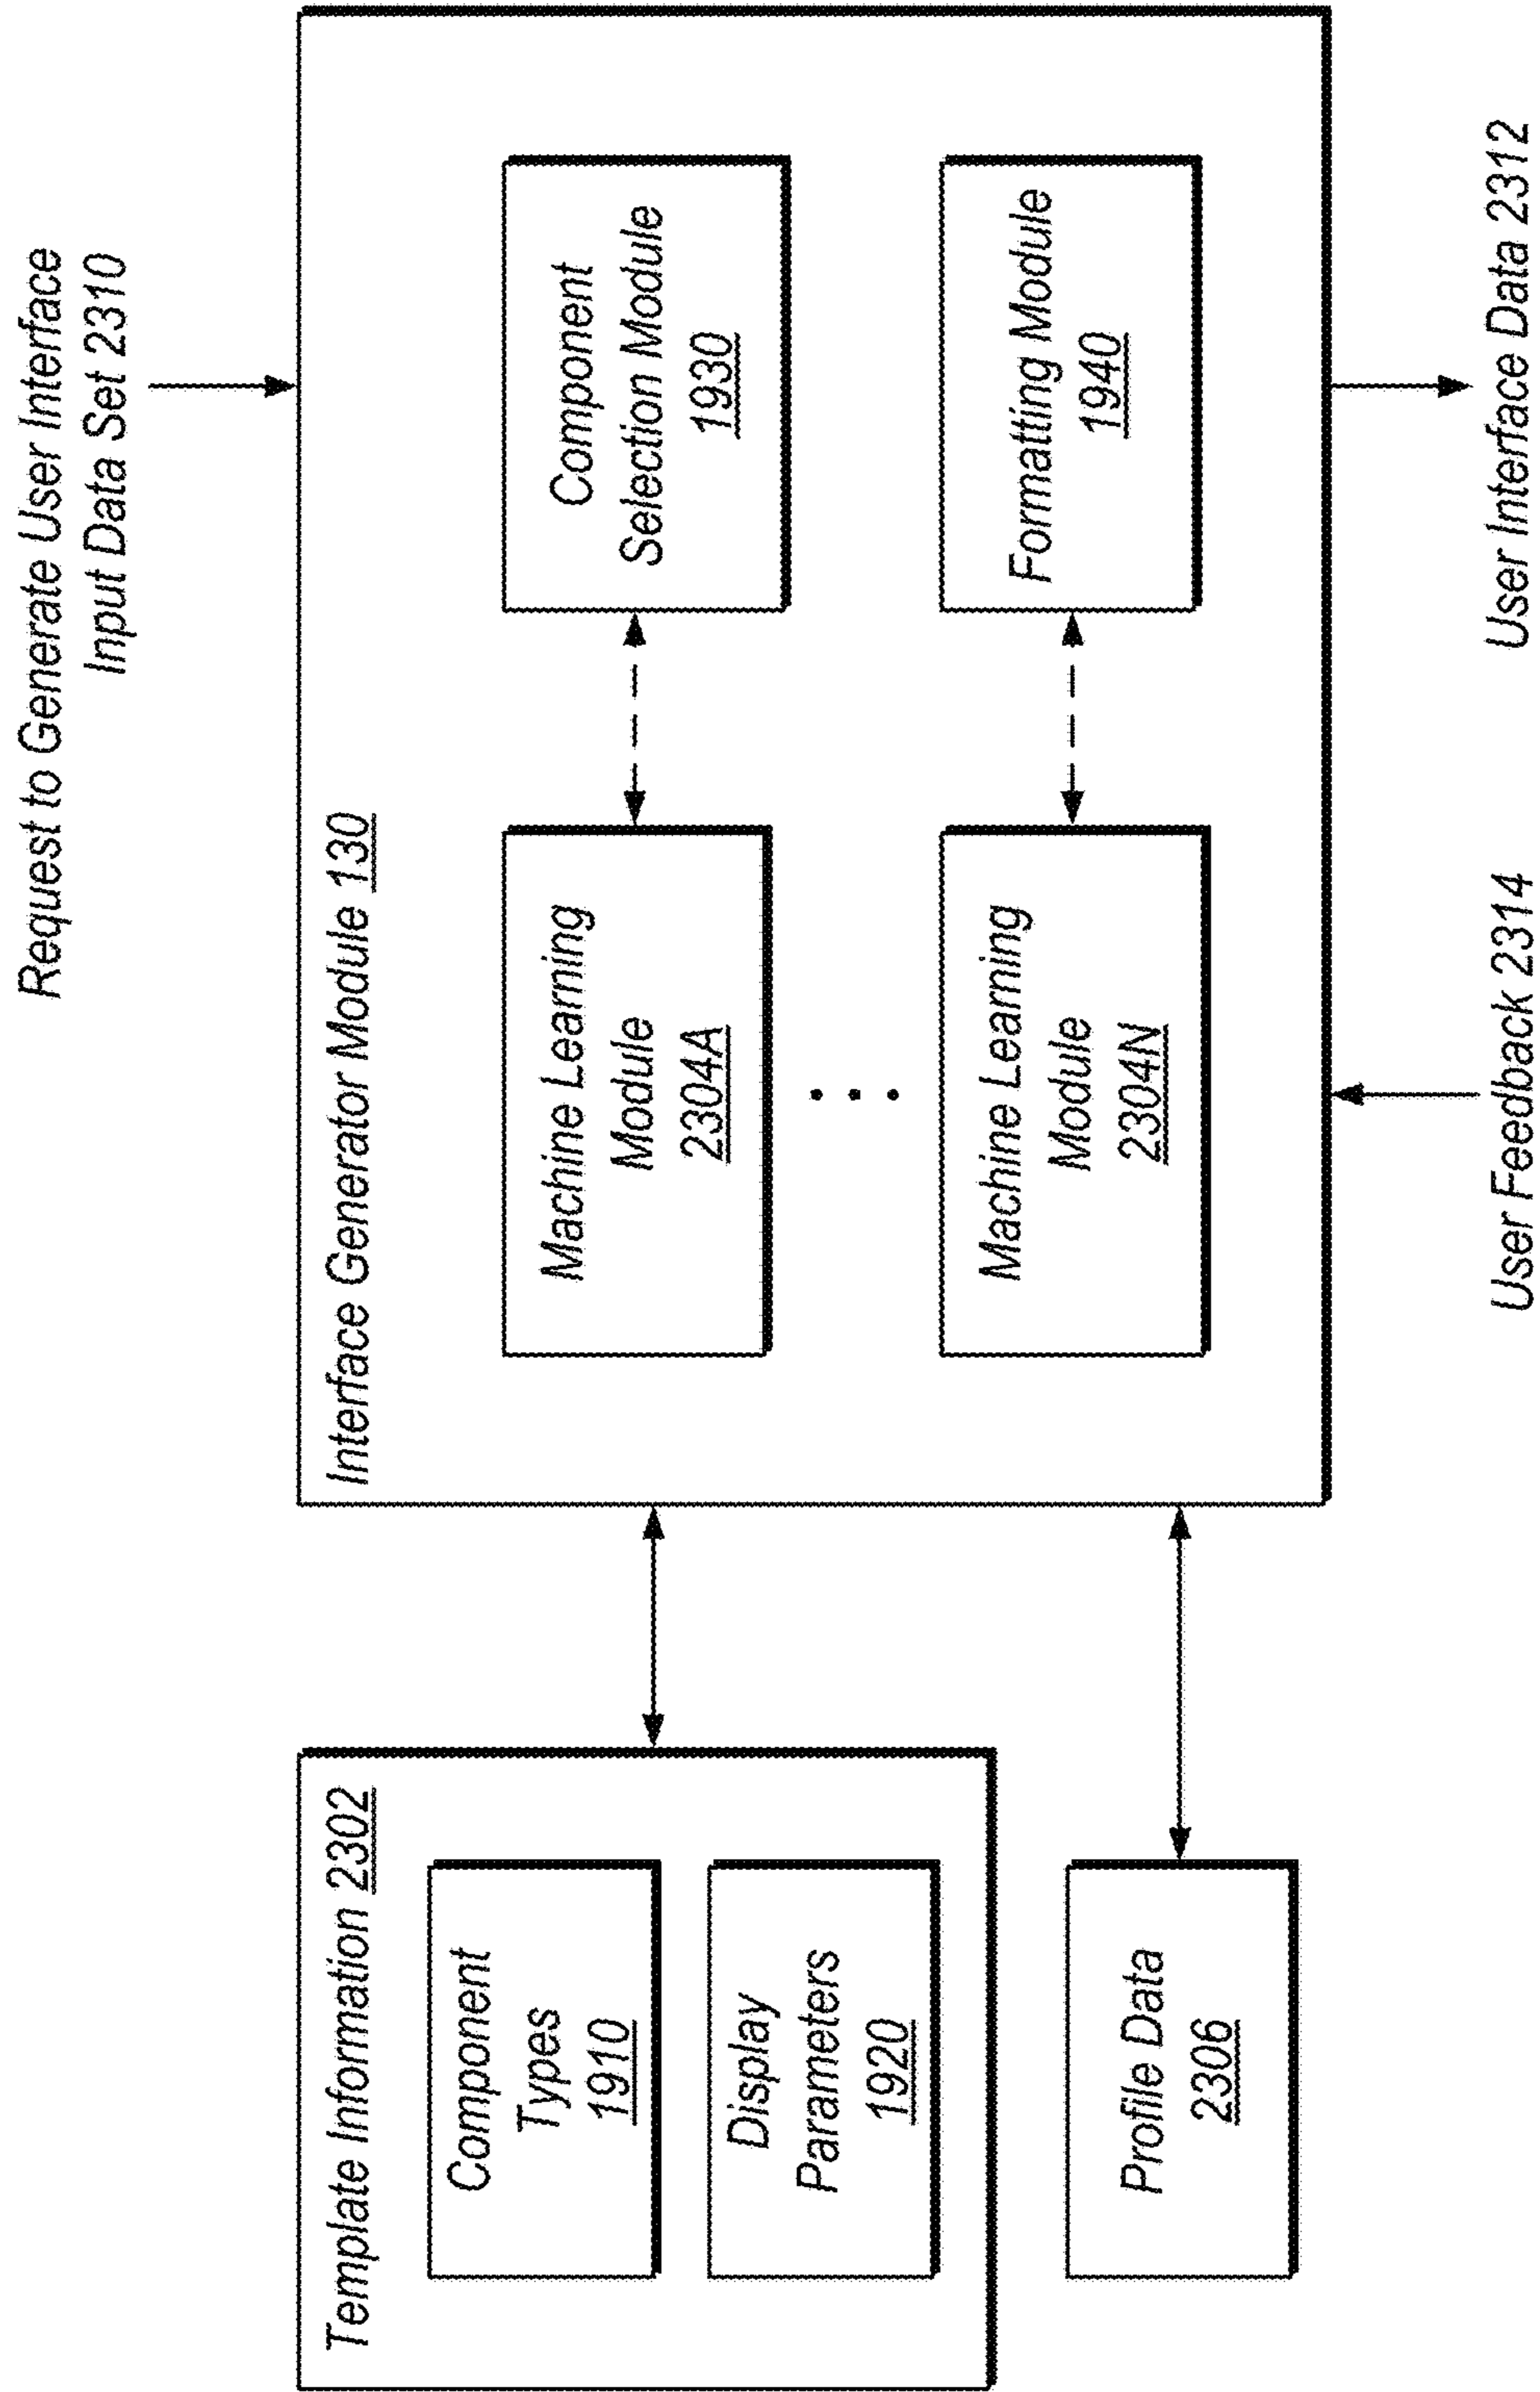 Request to Generate User Interface
Input Data Set 2310
Template Information 2302
Component
Types
1910
Display
Parameters
1920
Profile Data
2306
Interface Generator Module 130
Machine Learning
Module
2304A
Component
Selection Module
1930
Machine Learning
Module
2304N
Formatting Module
1940
User Feedback 2314
User Interface Data 2312